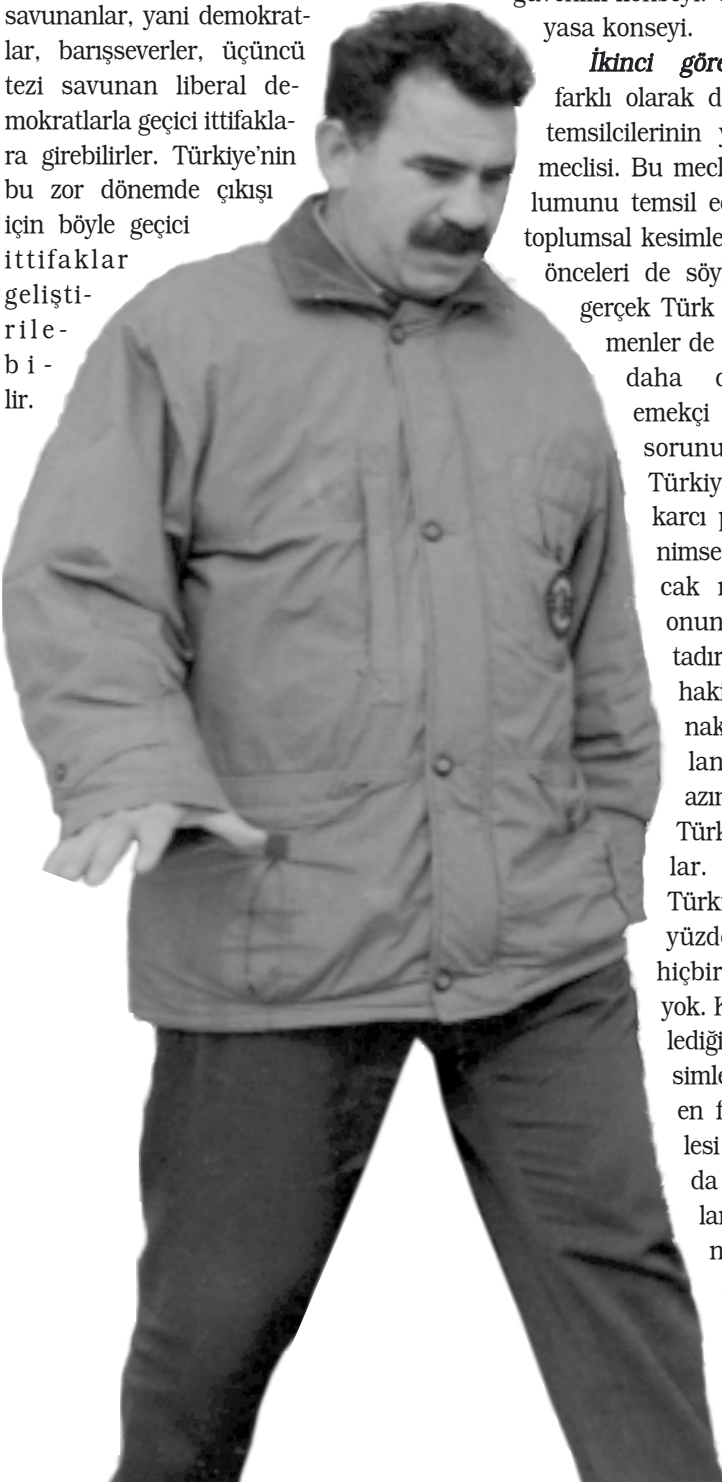 savunanlar, yani demokrat-
lar, barışseverler, üçüncü
tezi savunan liberal de-
mokratlarla geçici ittifakla-
ra girebilirler. Türkiye'nin
bu zor dönemde çıkışı
için böyle geçici
ittifaklar
gelişti-
rile-
bi-
lir.
yasa konseyi.
İkinci göre
farklı olarak d
temsilcilerinin
meclisi. Bu mecl
lumunu temsil e
toplumsal kesimle
önceleri de söy
gerçek Türk
menler de
daha
emekçi
sorunu
Türkiy
karcı p
nimse
cak
onun
tadır
haki
nak
lan
azın
Türk
lar.
Türk
yüzd
hiçbir
yok. K
lediği
simle
en f
lesi
da
lar
n